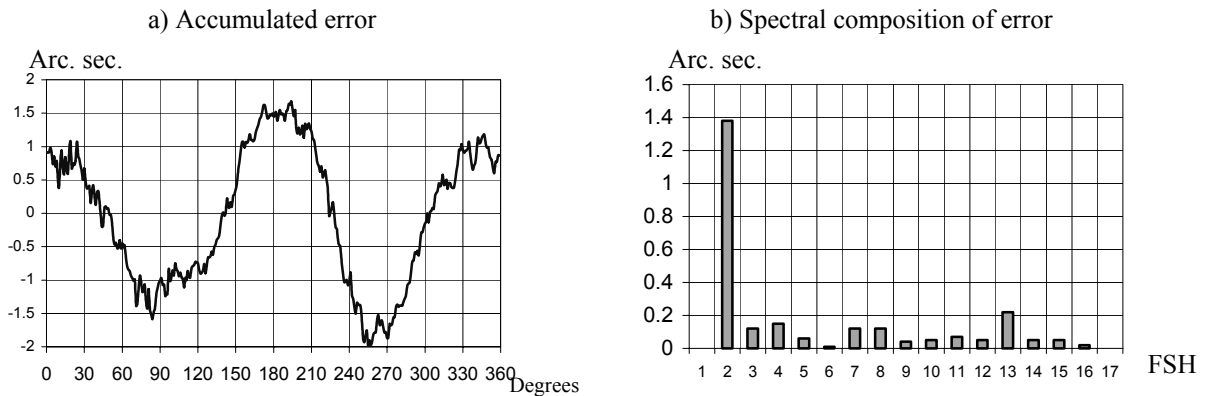 a) Accumulated error
Arc. sec.
2
1.5
1
0.5
0
-0.5
-1
-1.5
-2
0 30 60 90 120 150 180 210 240 270 300 330 360
Degrees
b) Spectral composition of error
Arc. sec.
1.6
1.4
1.2
1
0.8
0.6
0.4
0.2
0
1 2 3 4 5 6 7 8 9 10 11 12 13 14 15 16 17
FSH